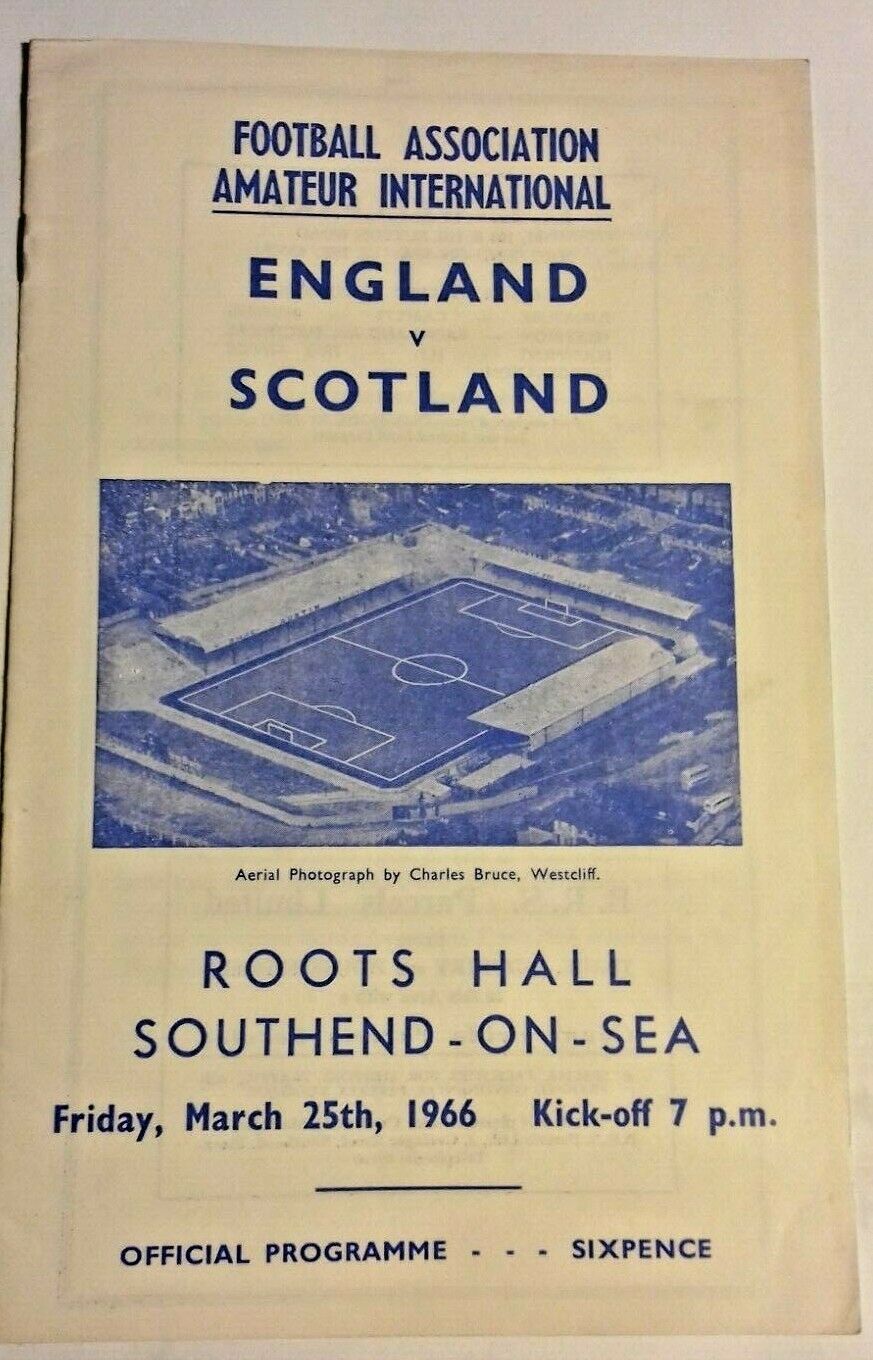 FOOTBALL ASSOCIATION
AMATEUR INTERNATIONAL
ENGLAND
V
SCOTLAND
Aerial Photograph by Charles Bruce, Westcliff.
ROOTS HALL
SOUTHEND-ON-SEA
Friday, March 25th, 1966 Kick-off 7 p.m.
OFFICIAL PROGRAMME - - - SIXPENCE